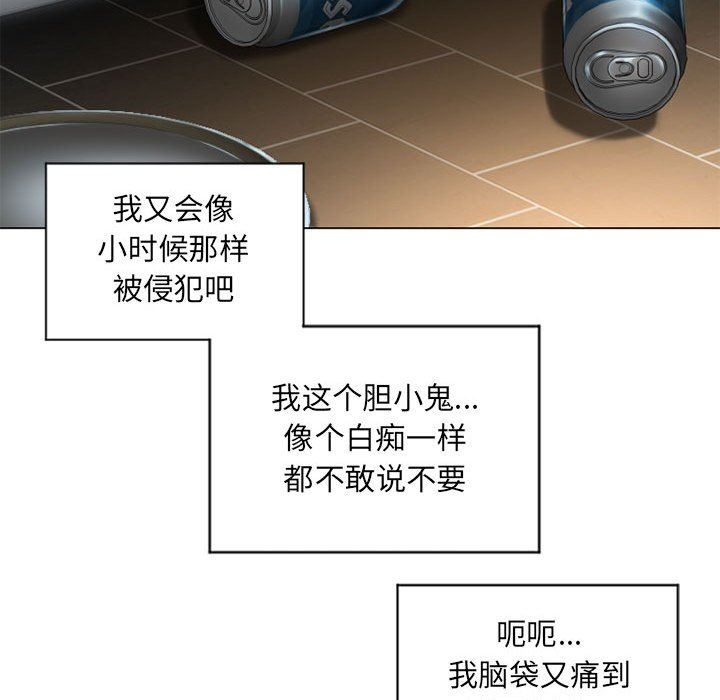 我又会像
小时候那样
被侵犯吧
我这个胆小鬼...
像个白痴一样
都不敢说不要
呃呃...
我脑袋又痛到